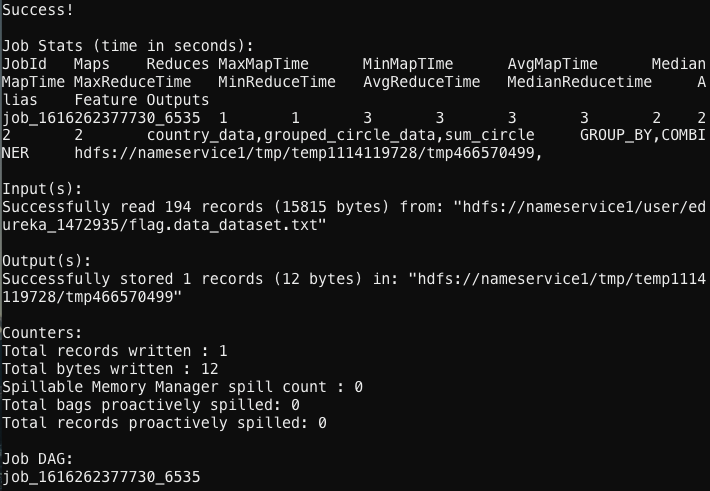 Success!

Job Stats (time in seconds):
JobId   Maps    Reduces MaxMapTime      MinMapTIme      AvgMapTime      Median
MapTime MaxReduceTime   MinReduceTime   AvgReduceTime   MedianReducetime     A
lias    Feature Outputs
job_1616262377730_6535  1       1       3       3       3       3       2    2
2       2       country_data,grouped_circle_data,sum_circle     GROUP_BY,COMBI
NER     hdfs://nameservice1/tmp/temp1114119728/tmp466570499,

Input(s):
Successfully read 194 records (15815 bytes) from: "hdfs://nameservice1/user/ed
ureka_1472935/flag.data_dataset.txt"

Output(s):
Successfully stored 1 records (12 bytes) in: "hdfs://nameservice1/tmp/temp1114
119728/tmp466570499"

Counters:
Total records written : 1
Total bytes written : 12
Spillable Memory Manager spill count : 0
Total bags proactively spilled: 0
Total records proactively spilled: 0

Job DAG:
job_1616262377730_6535